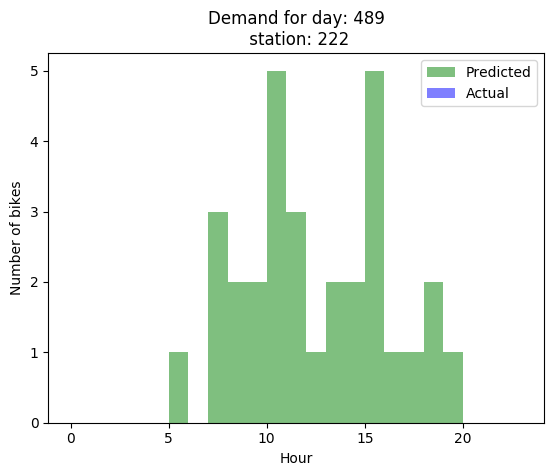 Demand for day: 489
station: 222
Predicted
Actual
Number of bikes
5
4
3
2
1
0
0
5
10
15
20
Hour